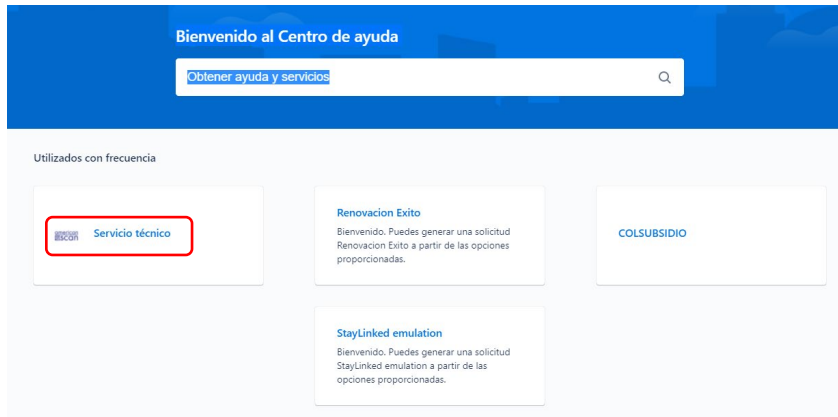 Bienvenido al Centro de ayuda
Obtener ayuda y servicios
Utilizados con frecuencia
Servicio técnico
Renovacion Exito
Bienvenido. Puedes generar una solicitud
Renovacion Exito a partir de las opciones
proporcionadas.
COLSUBSIDIO
StayLinked emulation
Bienvenido. Puedes generar una solicitud
StayLinked emulation a partir de las
opciones proporcionadas.